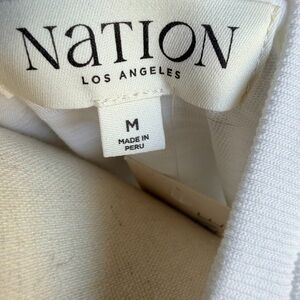 NaTION
LOS ANGELES
M
MADE IN
PERU